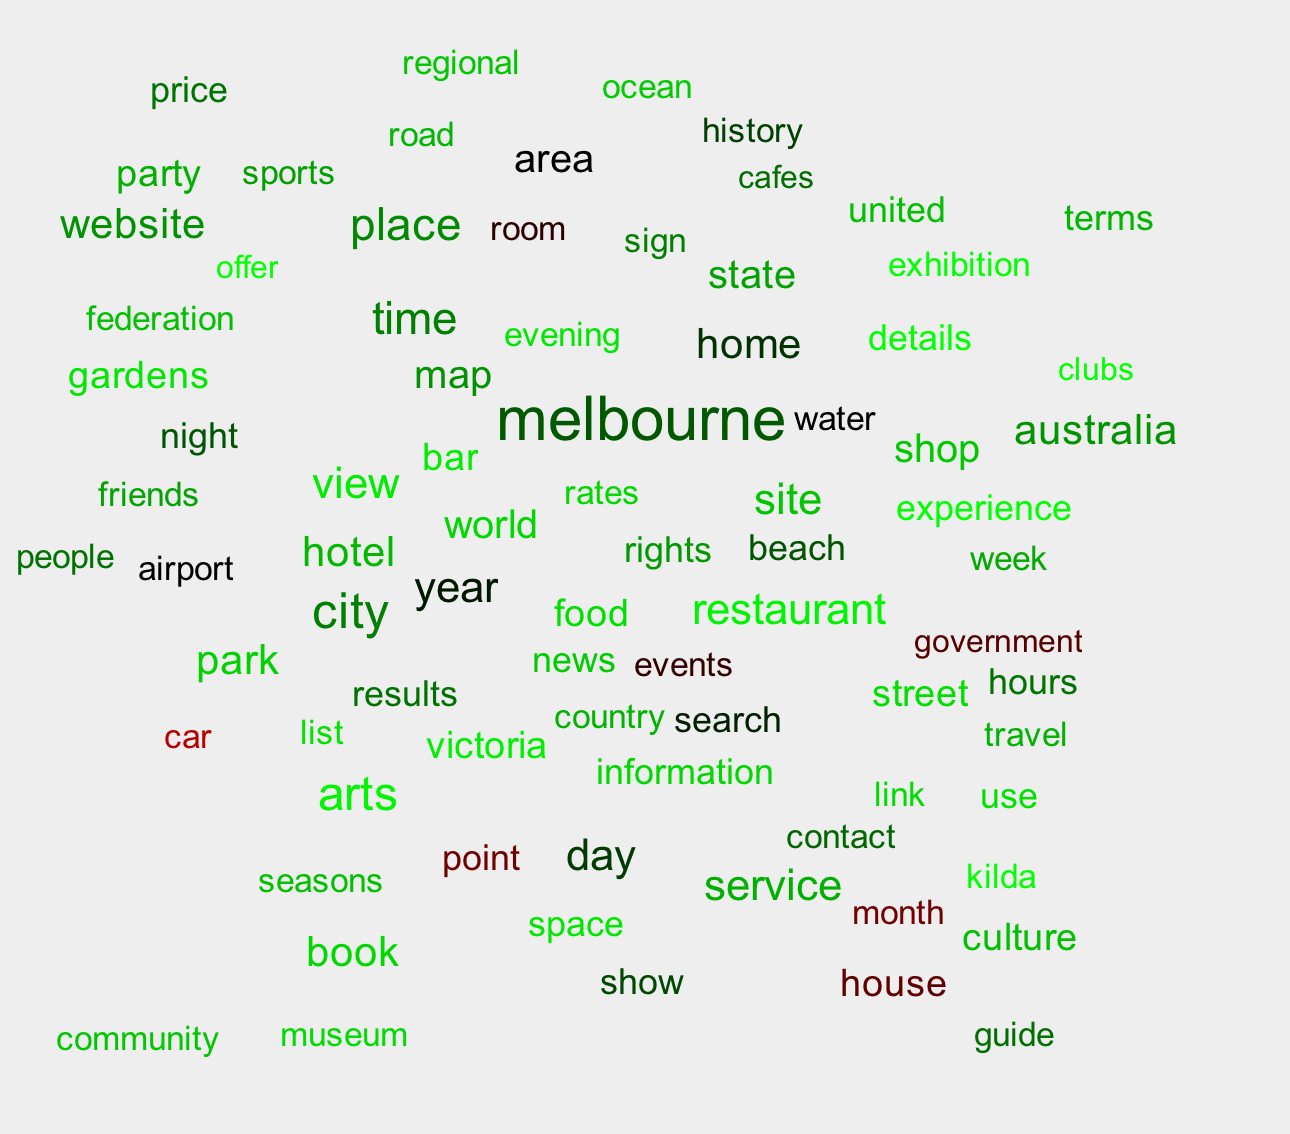 regional
ocean
price
road
history
area
cafes
party
sports
website
place
room
united
terms
sign
offer
state
exhibition
federation
time
evening
home
details
gardens
map
clubs
melbourne
water
australia
night
bar
shop
view
friends
rates
site
experience
world
people
airport
hotel
rights
beach
week
city
year
food
restaurant
park
news
events
government
results
street
hours
car
list
victoria
country
search
travel
arts
information
link
use
point
day
contact
seasons
service
kilda
month
book
space
culture
show
house
community
museum
guide